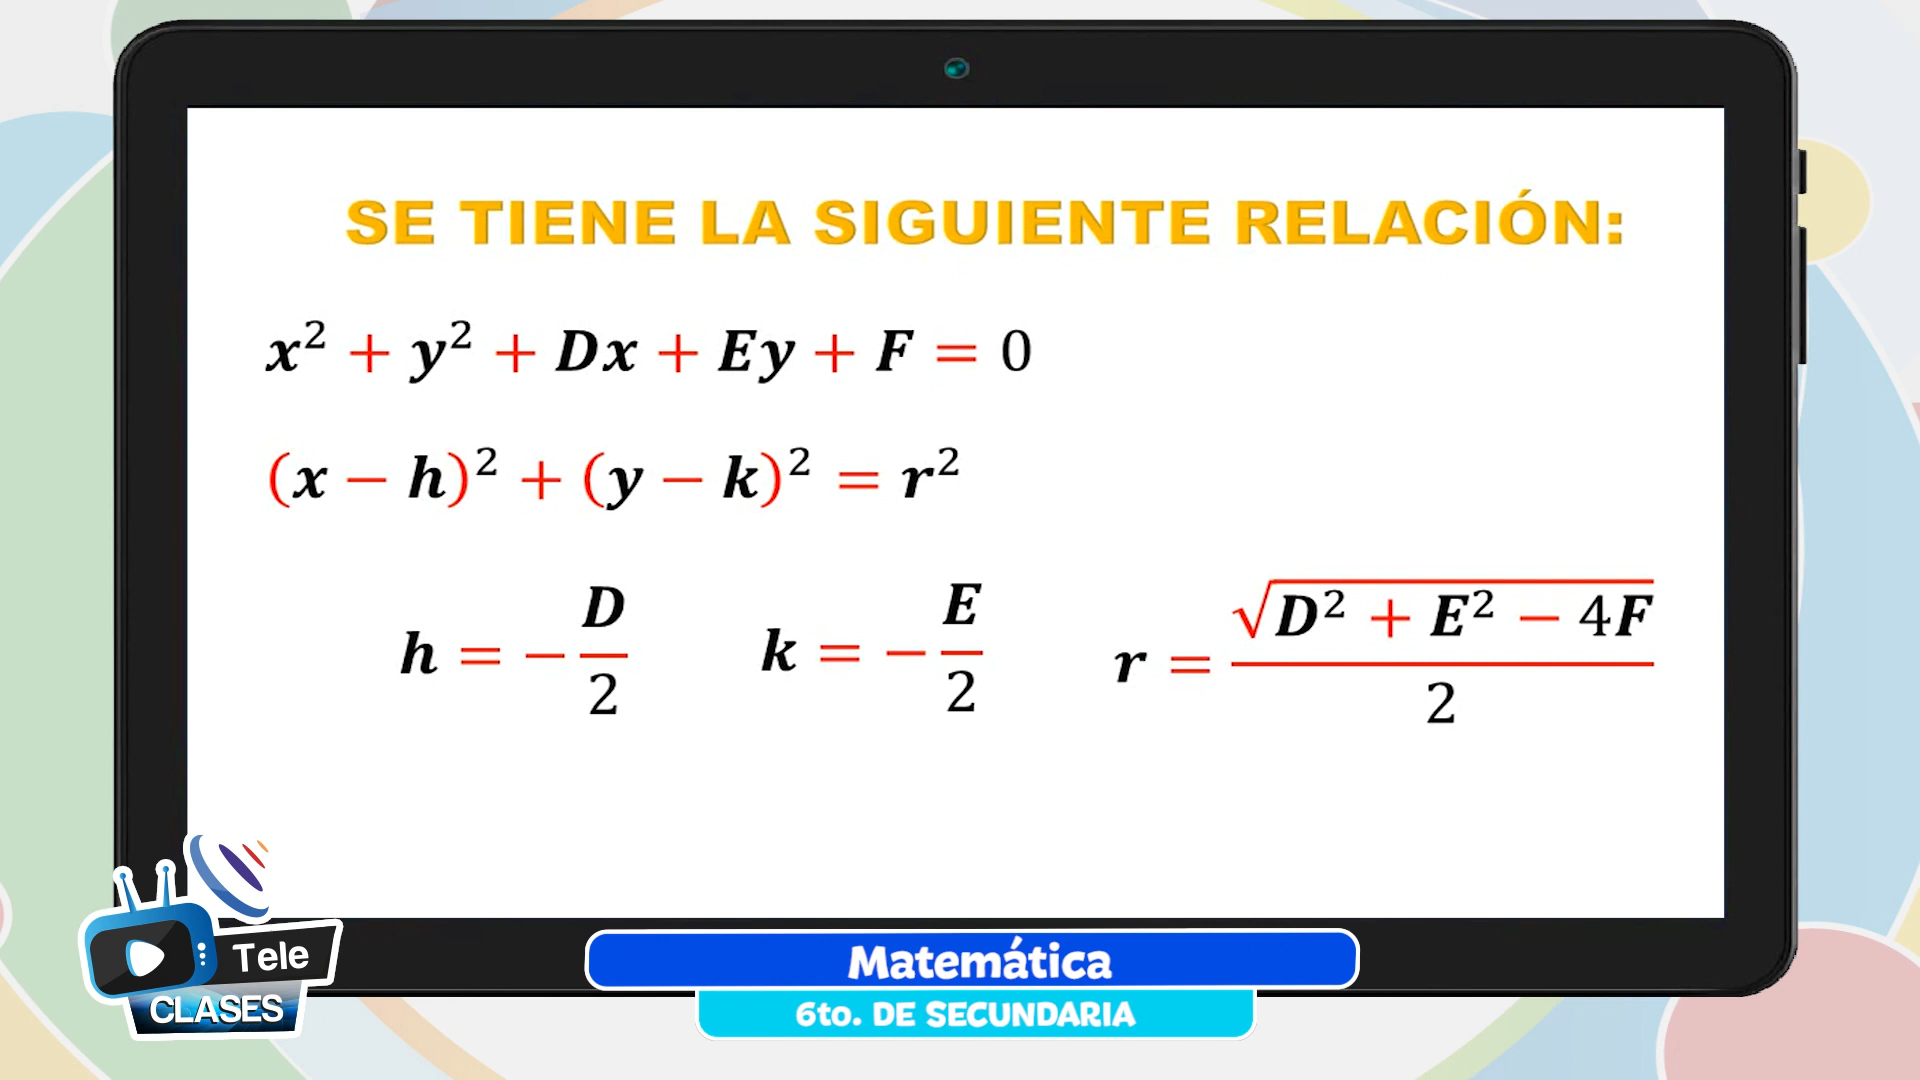 SE TIENE LA SIGUIENTE RELACIÓN:
x² + y² + Dx + Ey + F = 0
(x − h)² + (y − k)² = r²
h = −D/2 k = −E/2 r = √(D² + E² − 4F)/2
Tele
CLASES
Matemática
6to. DE SECUNDARIA